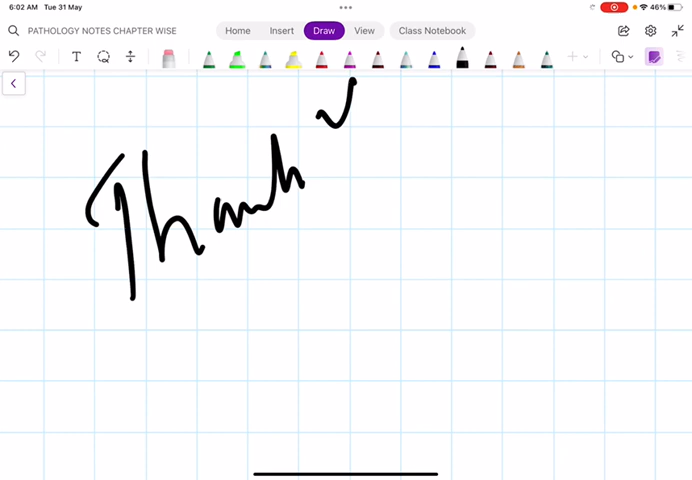 6:02 AM Tue 31 May
46%
PATHOLOGY NOTES CHAPTER WISE
Home Insert Draw View Class Notebook
T
Thank